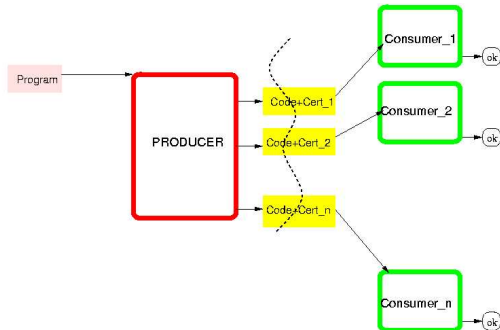 Consumer_1
ok
Program
Code+Cert_1
Consumer_2
PRODUCER
Code+Cert_2
ok
Code+Cert_n
Consumer_n
ok